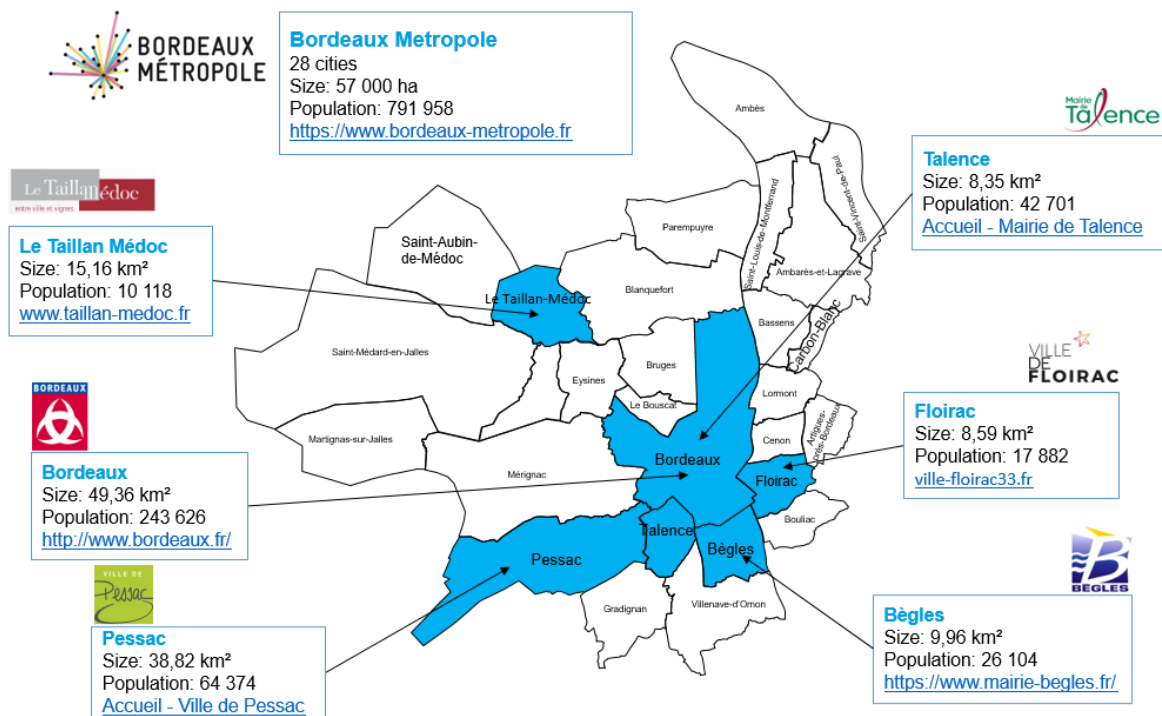 BORDEAUX
MÉTROPOLE
Bordeaux Metropole
28 cities
Size: 57 000 ha
Population: 791 958
https://www.bordeaux-metropole.fr
Mairie
de
Talence
Talence
Size: 8,35 km²
Population: 42 701
Accueil - Mairie de Talence
Le Taillan Médoc
entre ville et vignes
Le Taillan Médoc
Size: 15,16 km²
Population: 10 118
www.taillan-medoc.fr
Ambès
Saint-Vincent-de-Paul
Saint-Louis-de-Montferrand
Parempuyre
Saint-Aubin-
de-Médoc
Ambarès-et-Lagrave
Le Taillan-Médoc
Blanquefort
Bassens
Carbon-Blanc
Saint-Médard-en-Jalles
Bruges
Eysines
Le Bouscat
Lormont
Artigues-
Près-Bordeaux
Martignas-sur-Jalles
Cenon
Mérignac
Bordeaux
Floirac
Bouliac
Talence
Bègles
Pessac
Gradignan
Villenave-d'Ornon
VILLE
DE
FLOIRAC
Floirac
Size: 8,59 km²
Population: 17 882
ville-floirac33.fr
BORDEAUX
Bordeaux
Size: 49,36 km²
Population: 243 626
http://www.bordeaux.fr/
BÈGLES
Bègles
Size: 9,96 km²
Population: 26 104
https://www.mairie-begles.fr/
VILLE DE
Pessac
Pessac
Size: 38,82 km²
Population: 64 374
Accueil - Ville de Pessac